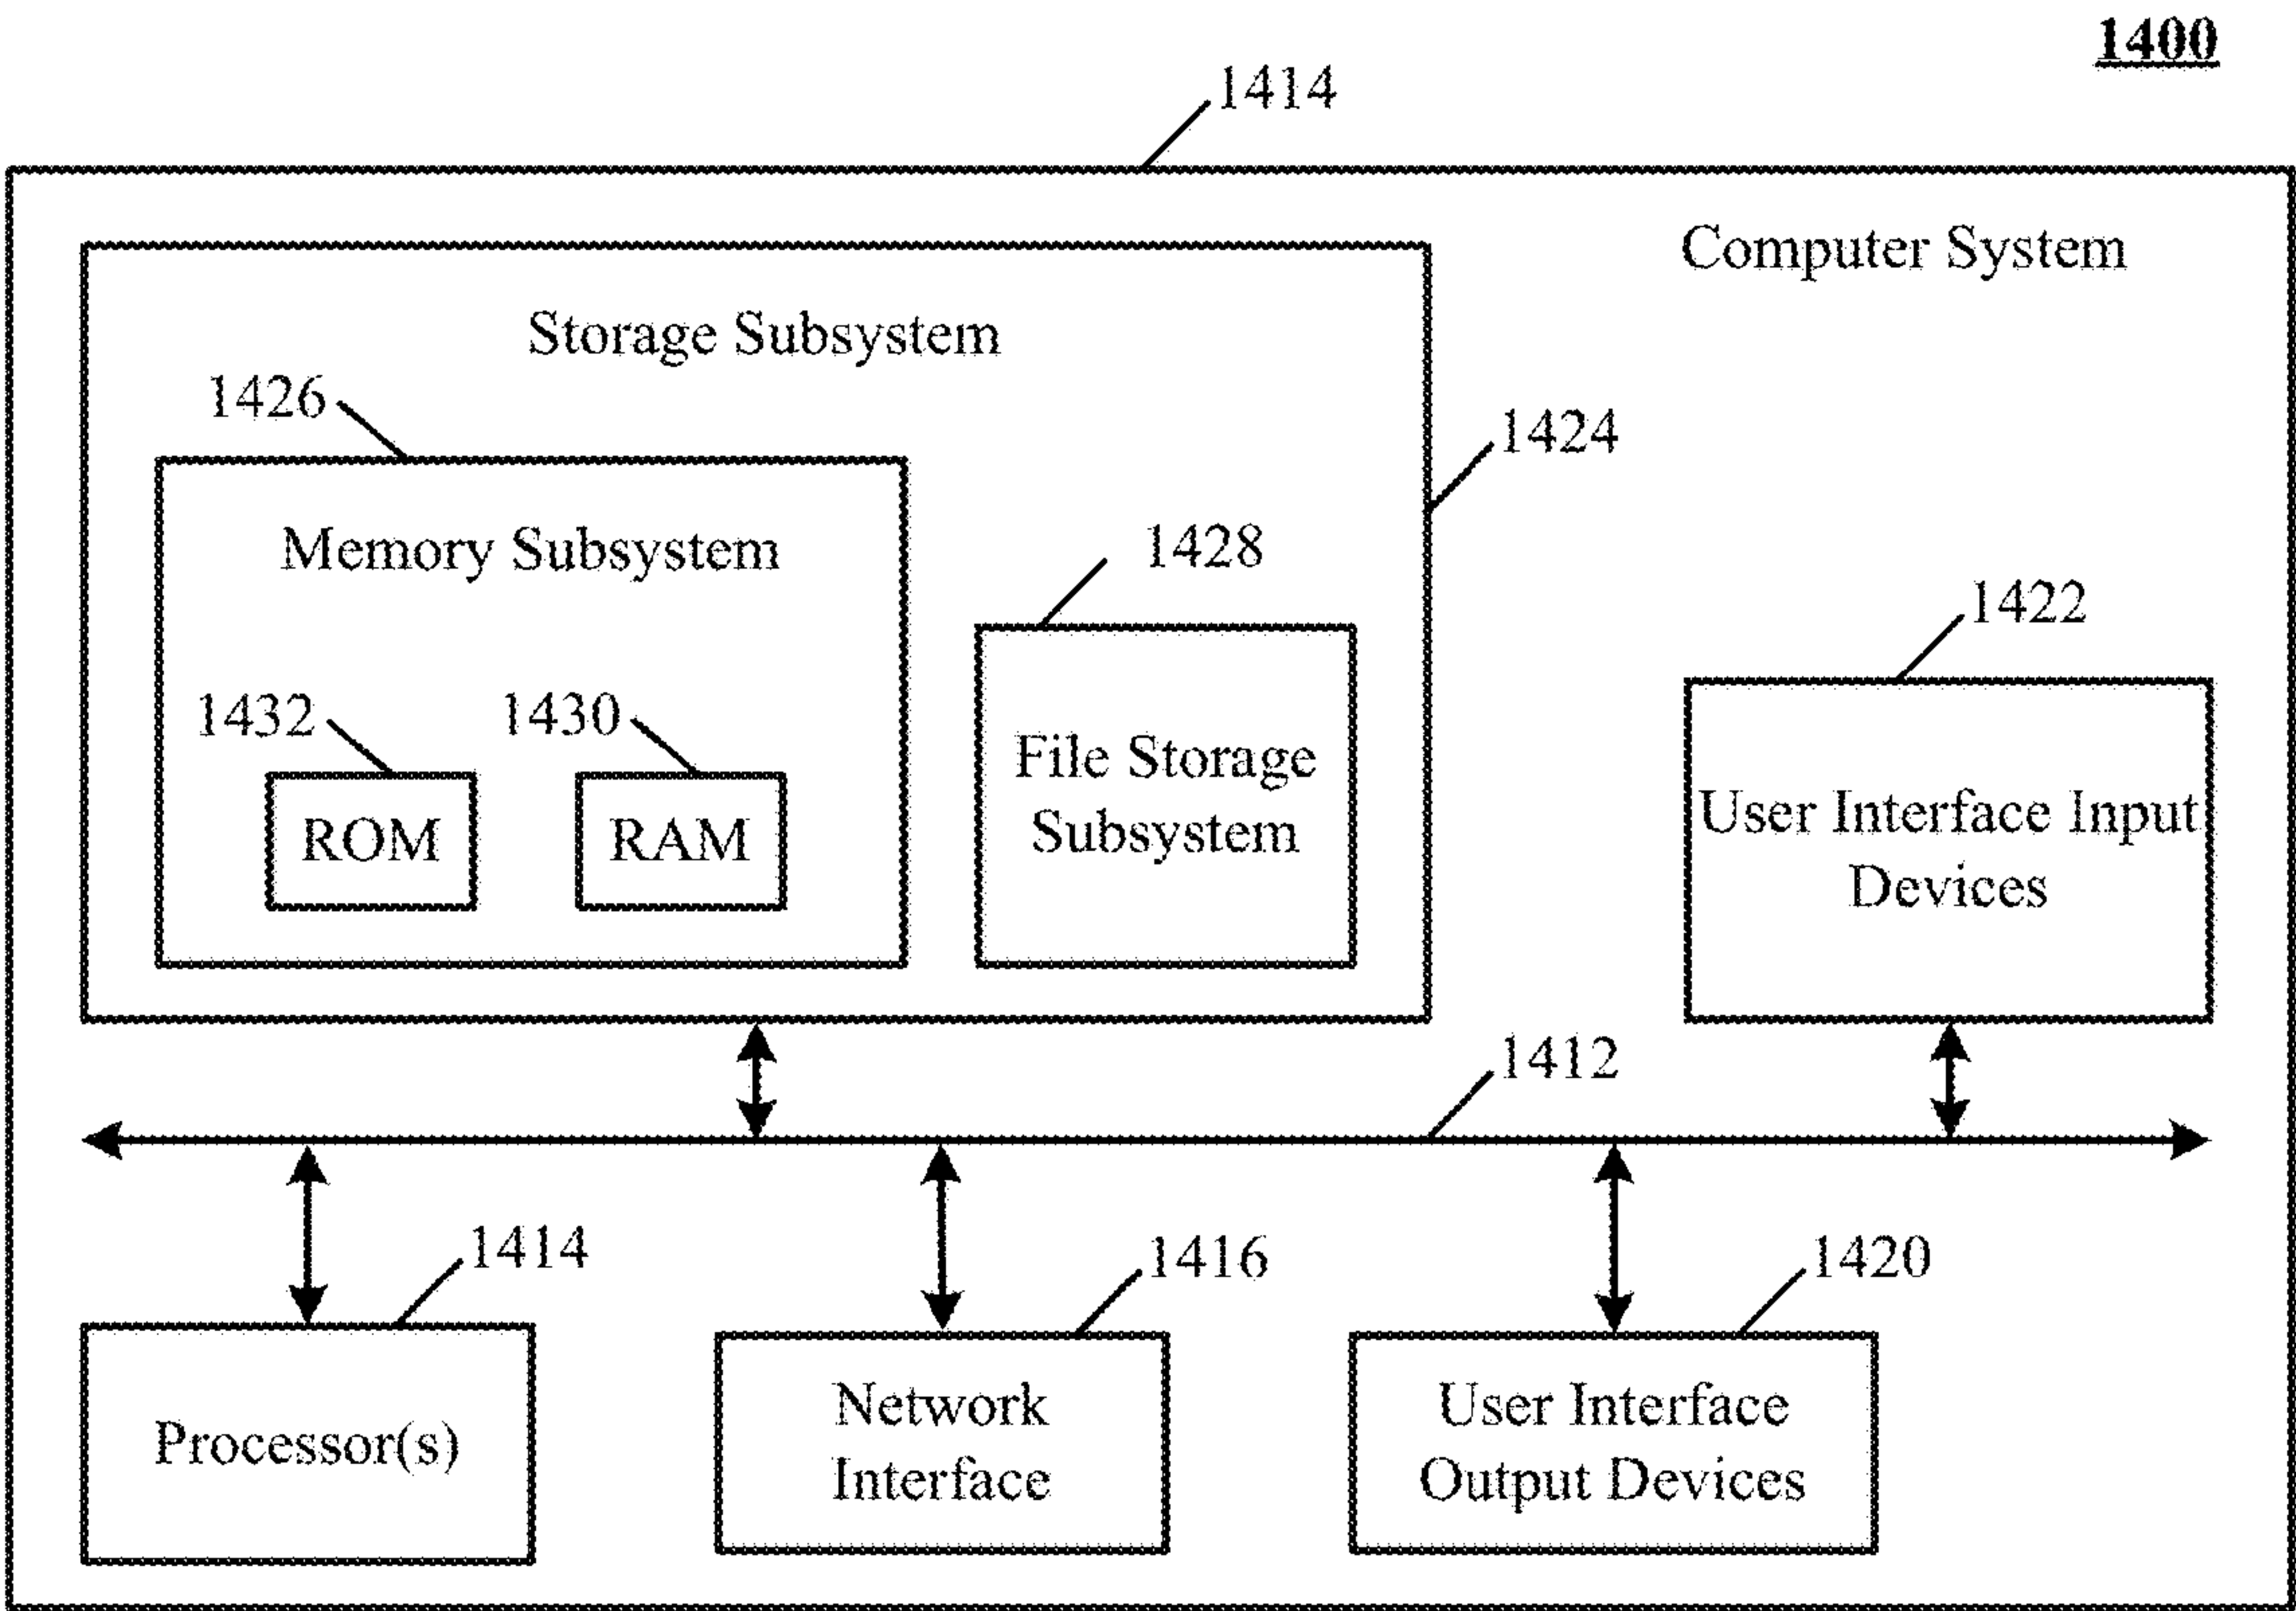 1400
1414
Computer System
Storage Subsystem
1426
1424
Memory Subsystem
1428
1422
1432
1430
File Storage
Subsystem
User Interface Input
Devices
ROM
RAM
1412
1414
1416
1420
Processor(s)
Network
Interface
User Interface
Output Devices